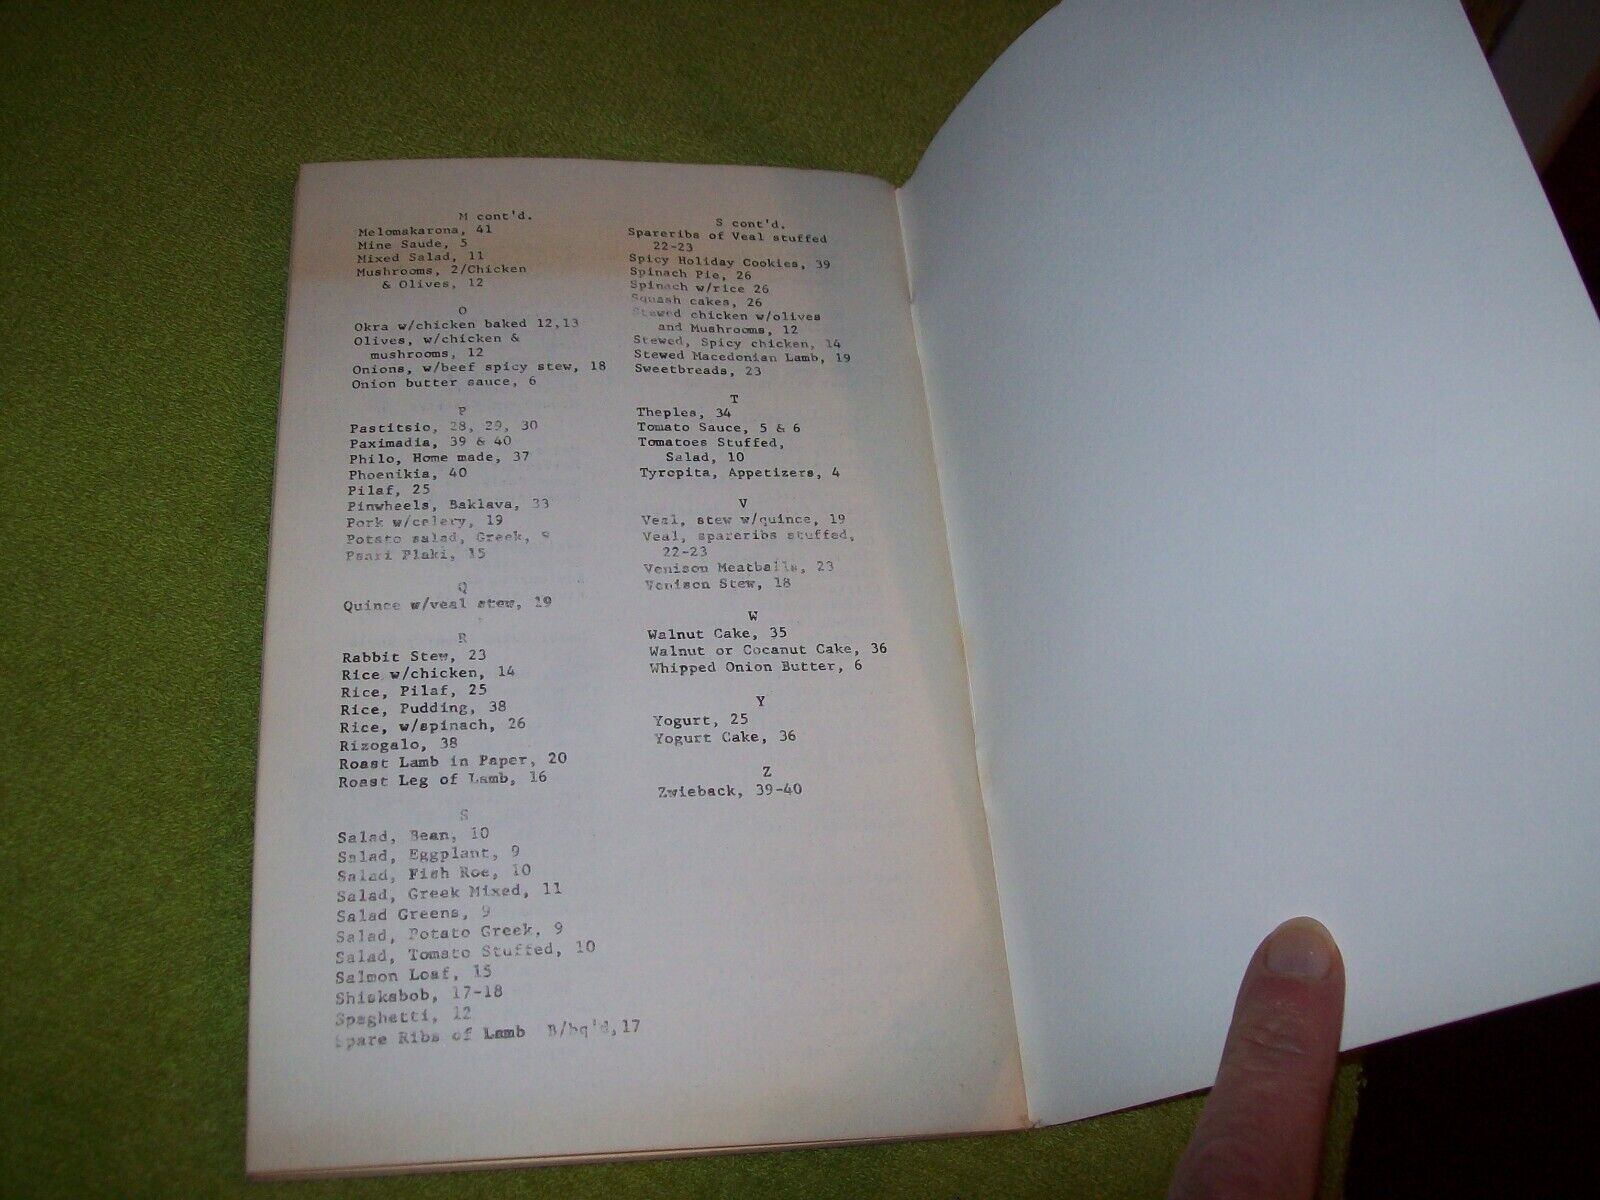 M cont'd.
Melomakarona, 41
Mine Saude, 5
Mixed Salad, 11
Mushrooms, 2/Chicken
& Olives, 12
O
Okra w/chicken baked 12,13
Olives, w/chicken &
mushrooms, 12
Onions, w/beef spicy stew, 18
Onion butter sauce, 6
P
Pastitsio, 28, 29, 30
Paximadia, 39 & 40
Philo, Home made, 37
Phoenikia, 40
Pilaf, 25
Pinwheels, Baklava, 33
Pork w/celery, 19
Potato salad, Greek, 9
Psari Plaki, 15
Q
Quince w/veal stew, 19
R
Rabbit Stew, 23
Rice w/chicken, 14
Rice, Pilaf, 25
Rice, Pudding, 38
Rice, w/spinach, 26
Rizogalo, 38
Roast Lamb in Paper, 20
Roast Leg of Lamb, 16
S
Salad, Bean, 10
Salad, Eggplant, 9
Salad, Fish Roe, 10
Salad, Greek Mixed, 11
Salad Greens, 9
Salad, Potato Greek, 9
Salad, Tomato Stuffed, 10
Salmon Loaf, 15
Shiskabob, 17-18
Spaghetti, 12
Spare Ribs of Lamb B/bq'd,17
S cont'd.
Spareribs of Veal stuffed
22-23
Spicy Holiday Cookies, 39
Spinach Pie, 26
Spinach w/rice 26
Squash cakes, 26
Stewed chicken w/olives
and Mushrooms, 12
Stewed, Spicy chicken, 14
Stewed Macedonian Lamb, 19
Sweetbreads, 23
T
Theples, 34
Tomato Sauce, 5 & 6
Tomatoes Stuffed,
Salad, 10
Tyropita, Appetizers, 4
V
Veal, stew w/quince, 19
Veal, spareribs stuffed,
22-23
Venison Meatballs, 23
Venison Stew, 18
W
Walnut Cake, 35
Walnut or Cocanut Cake, 36
Whipped Onion Butter, 6
Y
Yogurt, 25
Yogurt Cake, 36
Z
Zwieback, 39-40